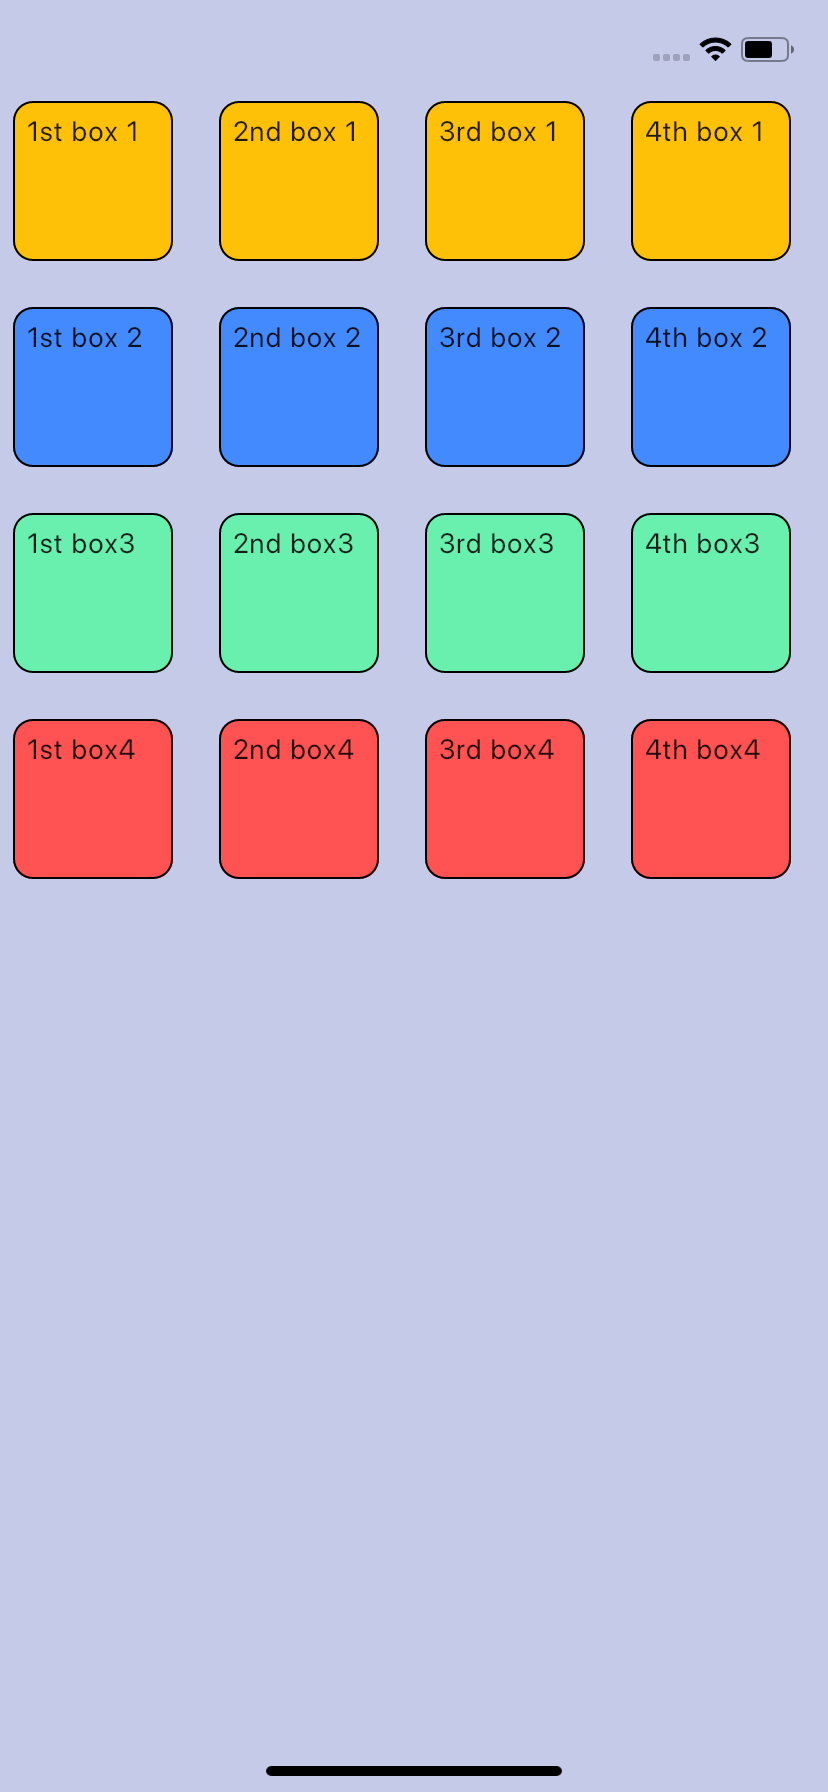 1st box 1
2nd box 1
3rd box 1
4th box 1
1st box 2
2nd box 2
3rd box 2
4th box 2
1st box3
2nd box3
3rd box3
4th box3
1st box4
2nd box4
3rd box4
4th box4